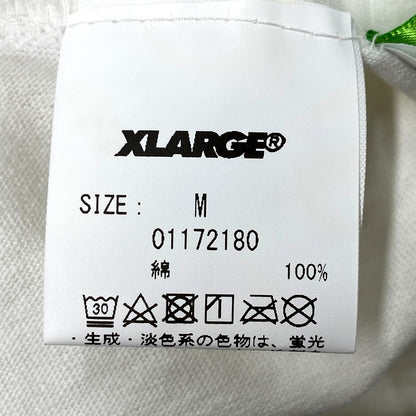 XLARGE®
SIZE : M
01172180
綿 100%
30
・生成・淡色系の色物は、蛍光